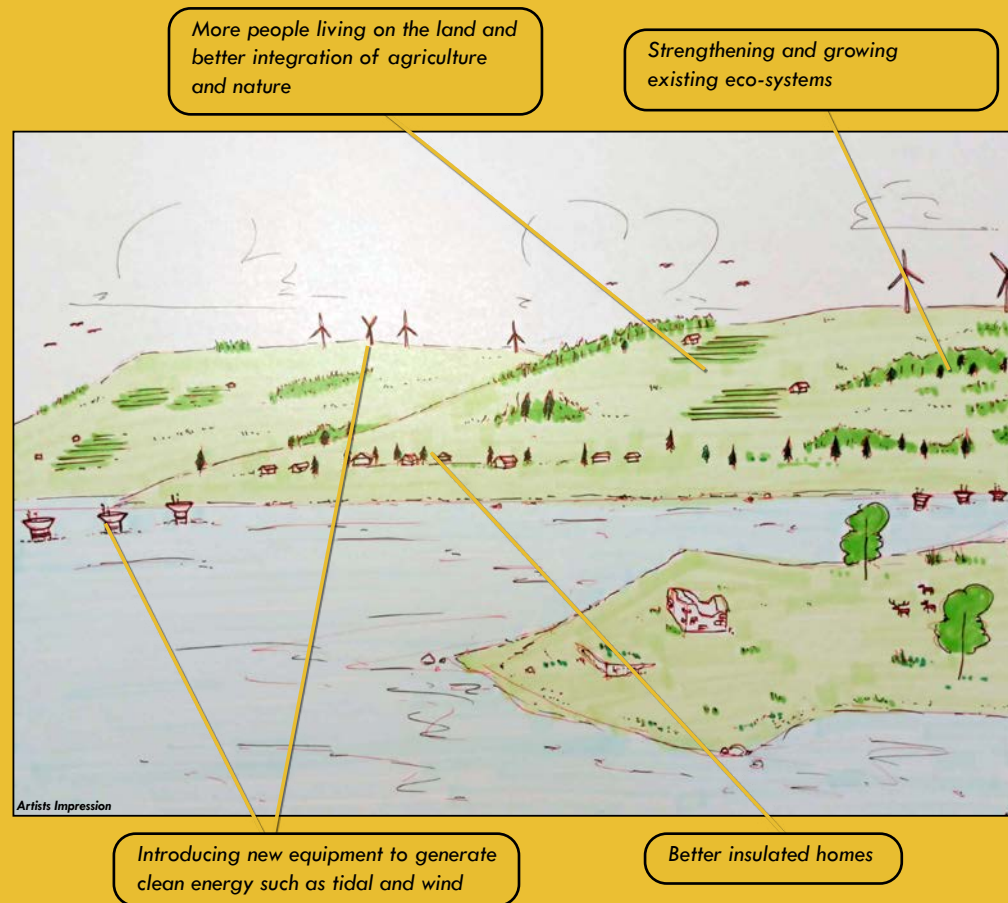 More people living on the land and
better integration of agriculture
and nature
Strengthening and growing
existing eco-systems
Artists Impression
Introducing new equipment to generate
clean energy such as tidal and wind
Better insulated homes